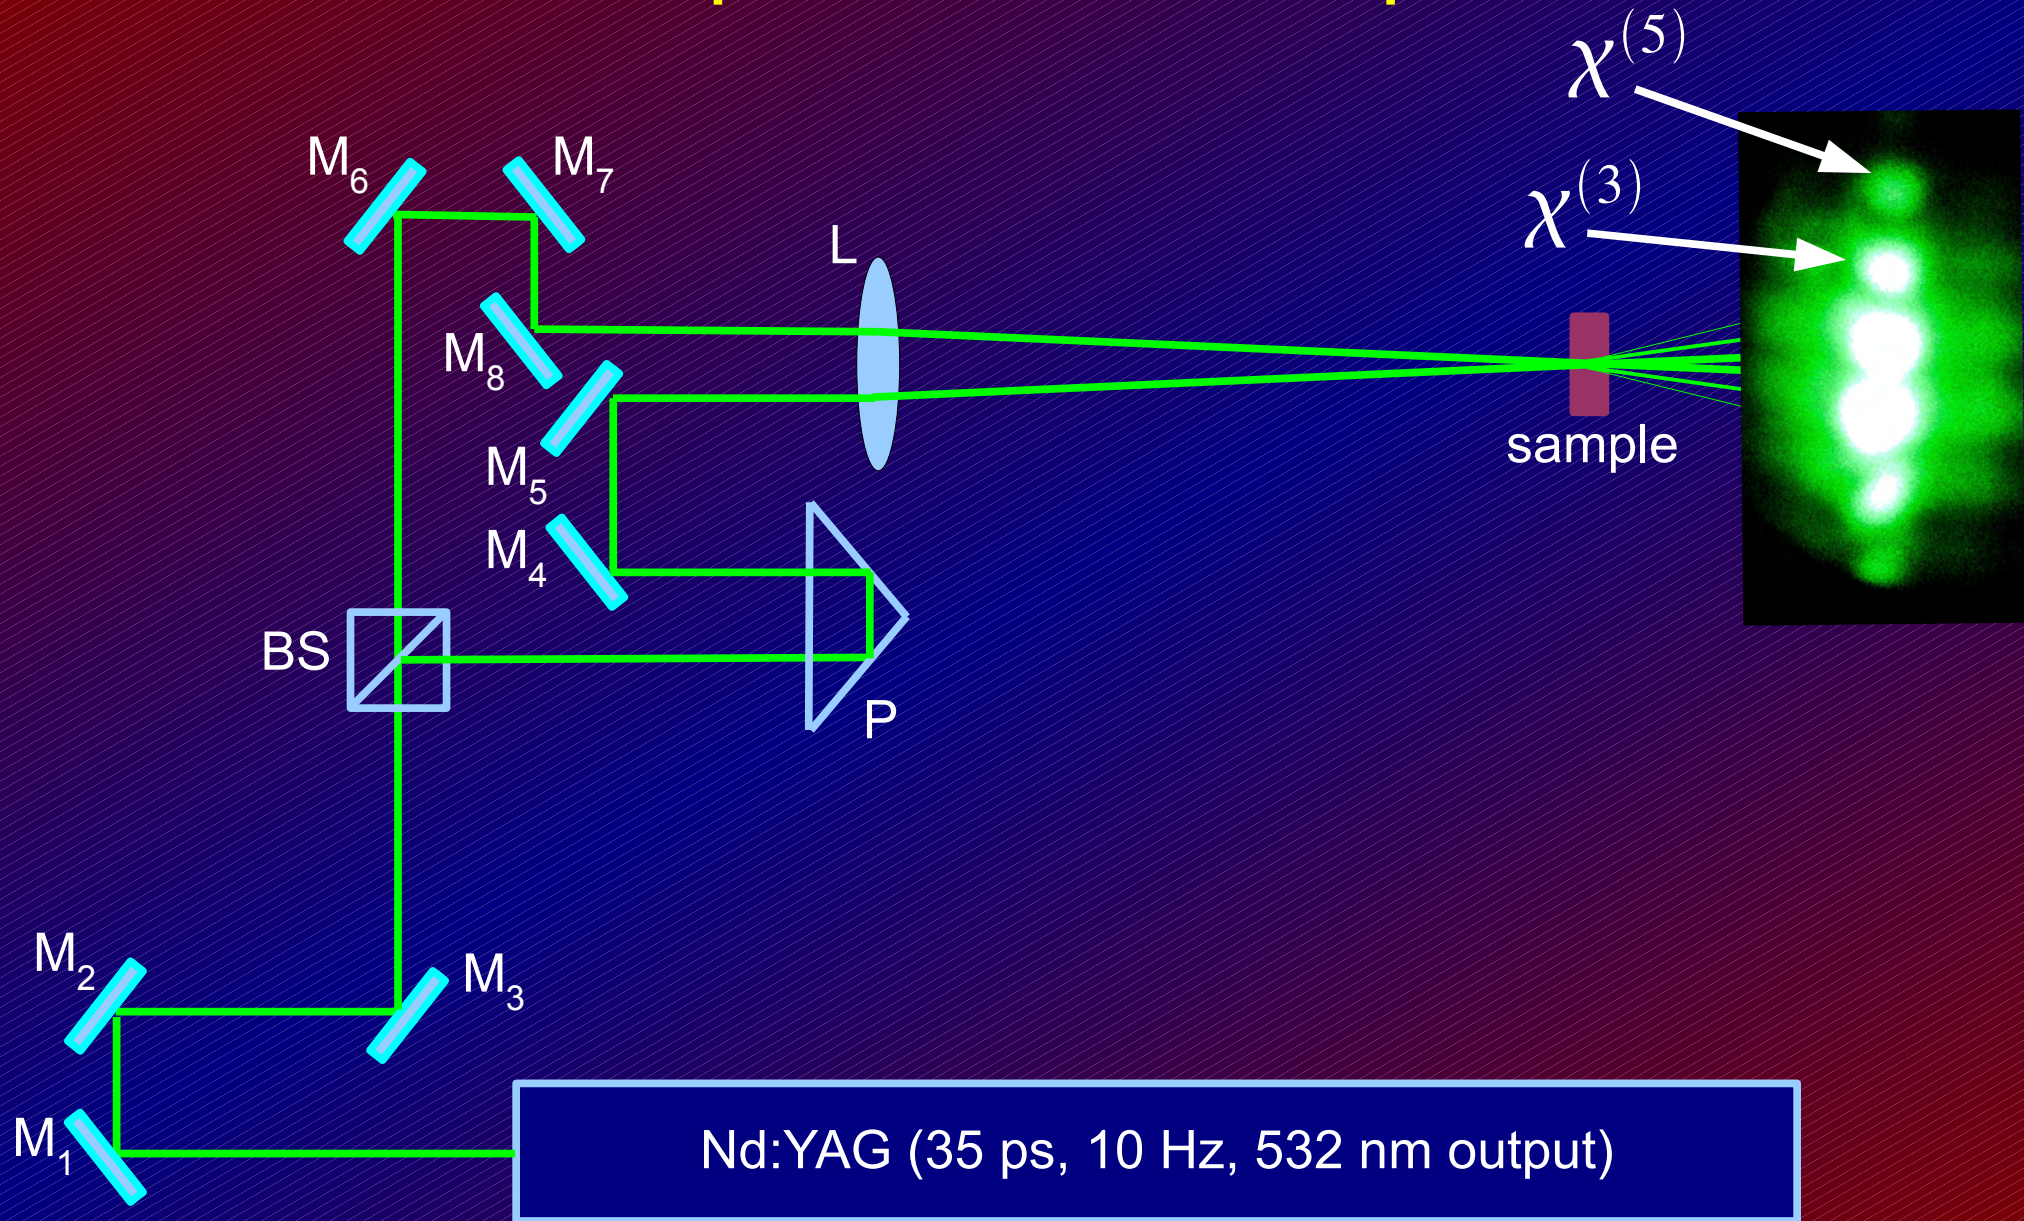 χ⁽⁵⁾
χ⁽³⁾
M₆
M₇
L
M₈
sample
M₅
M₄
BS
P
M₂
M₃
M₁
Nd:YAG (35 ps, 10 Hz, 532 nm output)